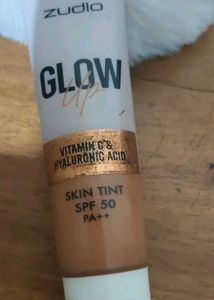 ZUDIO
GLOW
Up
VITAMIN C &
HYALURONIC ACID
SKIN TINT
SPF 50
PA++